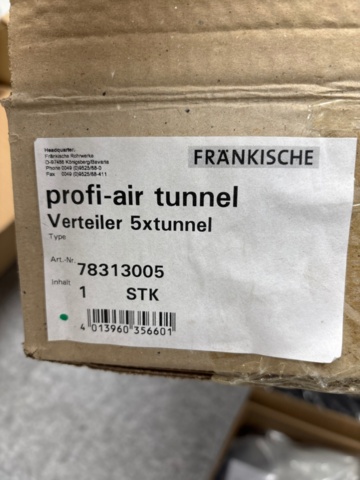 Headquarters:
Fränkische Rohrwerke
D-97486 Königsberg/Bayern
Phone 0049 (0)9525/88-0
Fax 0049 (0)9525/88-411
FRÄNKISCHE
profi-air tunnel
Verteiler 5xtunnel
Type
Art.-Nr. 78313005
Inhalt 1 STK
4 013960 356601